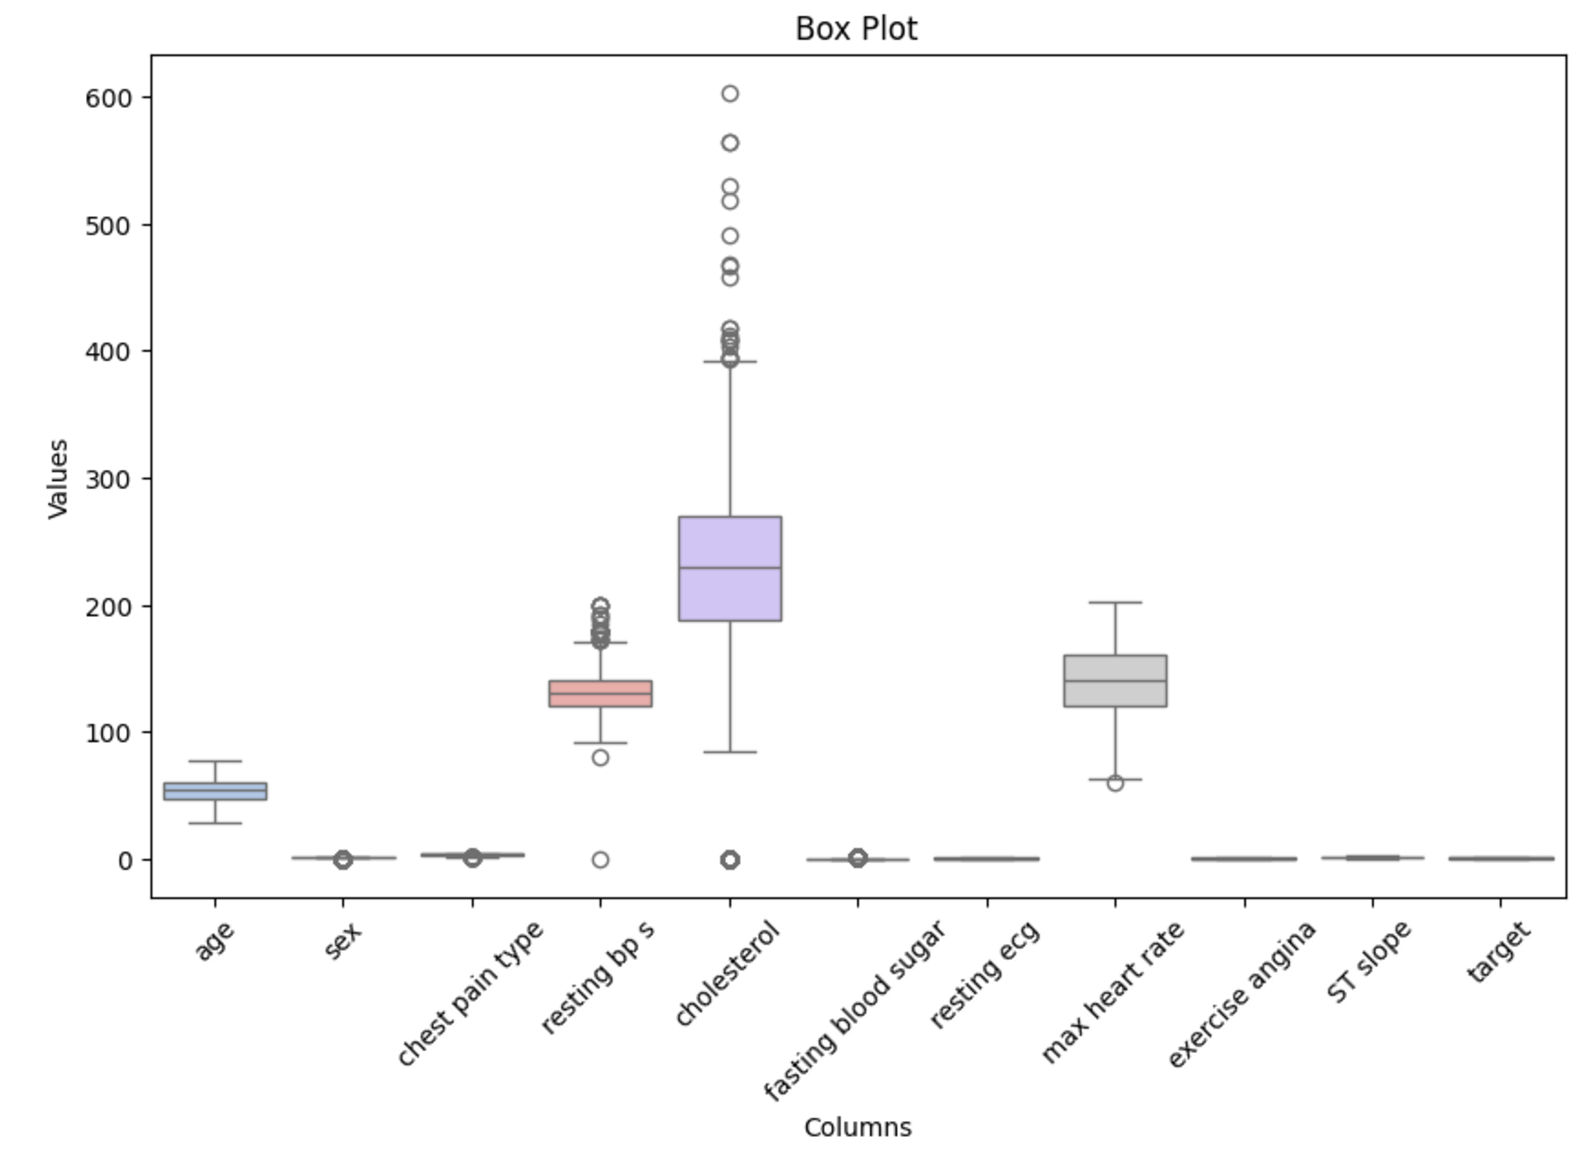 Box Plot
600
500
400
300
200
100
0
Values
age
sex
chest pain type
resting bp s
cholesterol
fasting blood sugar
resting ecg
max heart rate
exercise angina
ST slope
target
Columns